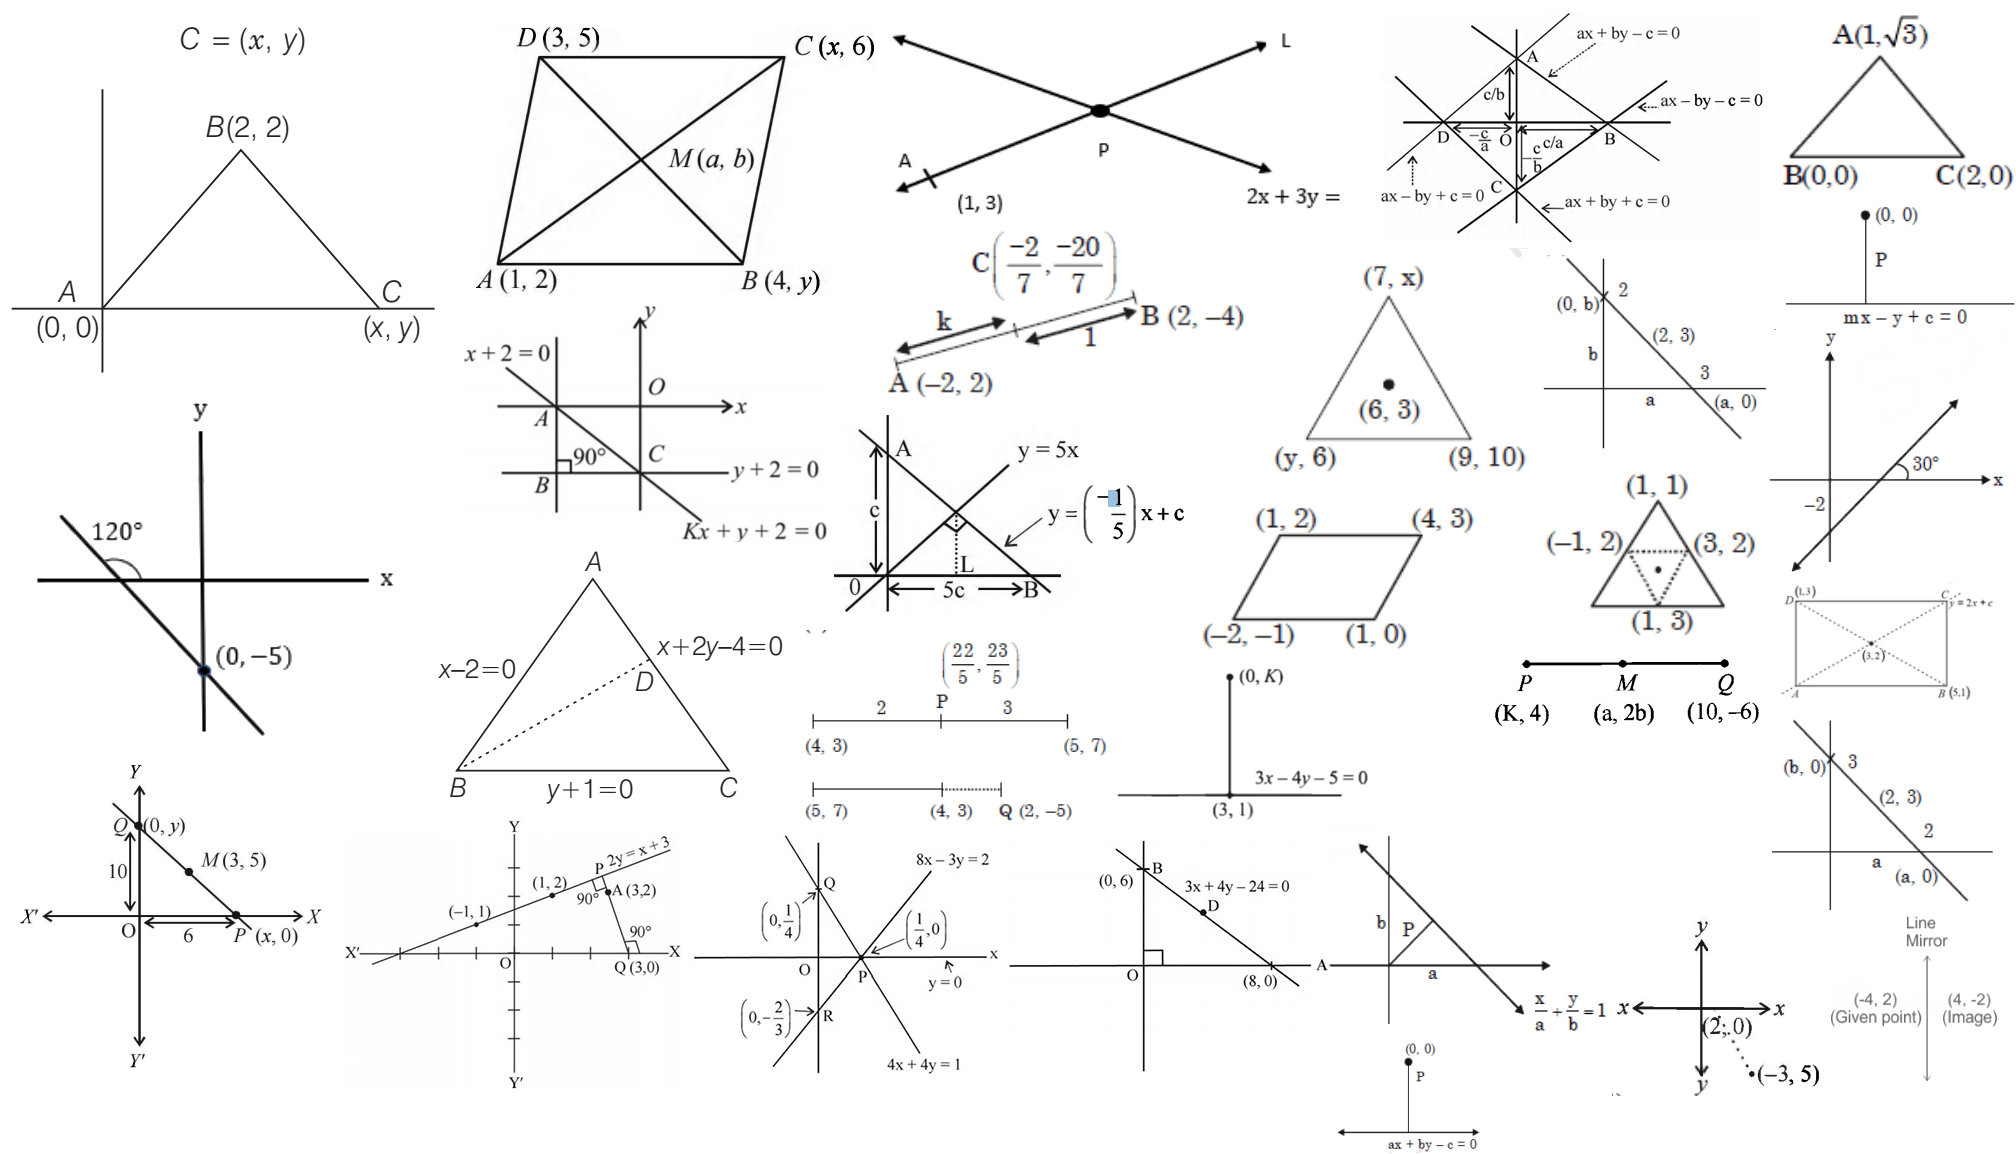 C = (x, y)
B(2, 2)
A
(0, 0)
C
(x, y)
D (3, 5)
C (x, 6)
M (a, b)
A (1, 2)
B (4, y)
L
A
P
(1, 3)
2x + 3y =
ax + by – c = 0
A
c/b
ax – by – c = 0
D
–c/a
O
c/a
B
–c/b
C
ax – by + c = 0
ax + by + c = 0
A(1,√3)
B(0,0)
C(2,0)
(0, 0)
P
mx – y + c = 0
C(–2/7, –20/7)
k
1
B (2, –4)
A (–2, 2)
(7, x)
(6, 3)
(y, 6)
(9, 10)
(0, b)
2
(2, 3)
b
3
a
(a, 0)
y
30°
x
–2
y
x + 2 = 0
O
x
A
90°
C
B
y + 2 = 0
Kx + y + 2 = 0
y
120°
x
(0, –5)
A
y = 5x
c
y = (–1/5)x + c
L
0
5c
B
(1, 2)
(4, 3)
(–2, –1)
(1, 0)
(1, 1)
(–1, 2)
(3, 2)
(1, 3)
D
(1,3)
C
y = 2x + c
(3,2)
A
B (5,1)
A
x–2=0
x+2y–4=0
D
B
y+1=0
C
(22/5, 23/5)
2
P
3
(4, 3)
(5, 7)
(5, 7)
(4, 3)
Q (2, –5)
(0, K)
3x – 4y – 5 = 0
(3, 1)
P
M
Q
(K, 4)
(a, 2b)
(10, –6)
(b, 0)
3
(2, 3)
2
a
(a, 0)
Y
Q
(0, y)
M (3, 5)
10
X'
X
O
6
P
(x, 0)
Y'
Y
P
2y = x + 3
(1, 2)
90°
A (3,2)
(–1, 1)
90°
X'
O
Q (3,0)
X
Y'
8x – 3y = 2
Q
(0, 1/4)
(1/4, 0)
O
P
x
y = 0
(0, –2/3)
R
4x + 4y = 1
B
(0, 6)
3x + 4y – 24 = 0
D
O
(8, 0)
A
b
P
a
x/a + y/b = 1
y
x
x
(2, 0)
(–3, 5)
y
Line
Mirror
(-4, 2)
(Given point)
(4, -2)
(Image)
(0, 0)
P
ax + by – c = 0